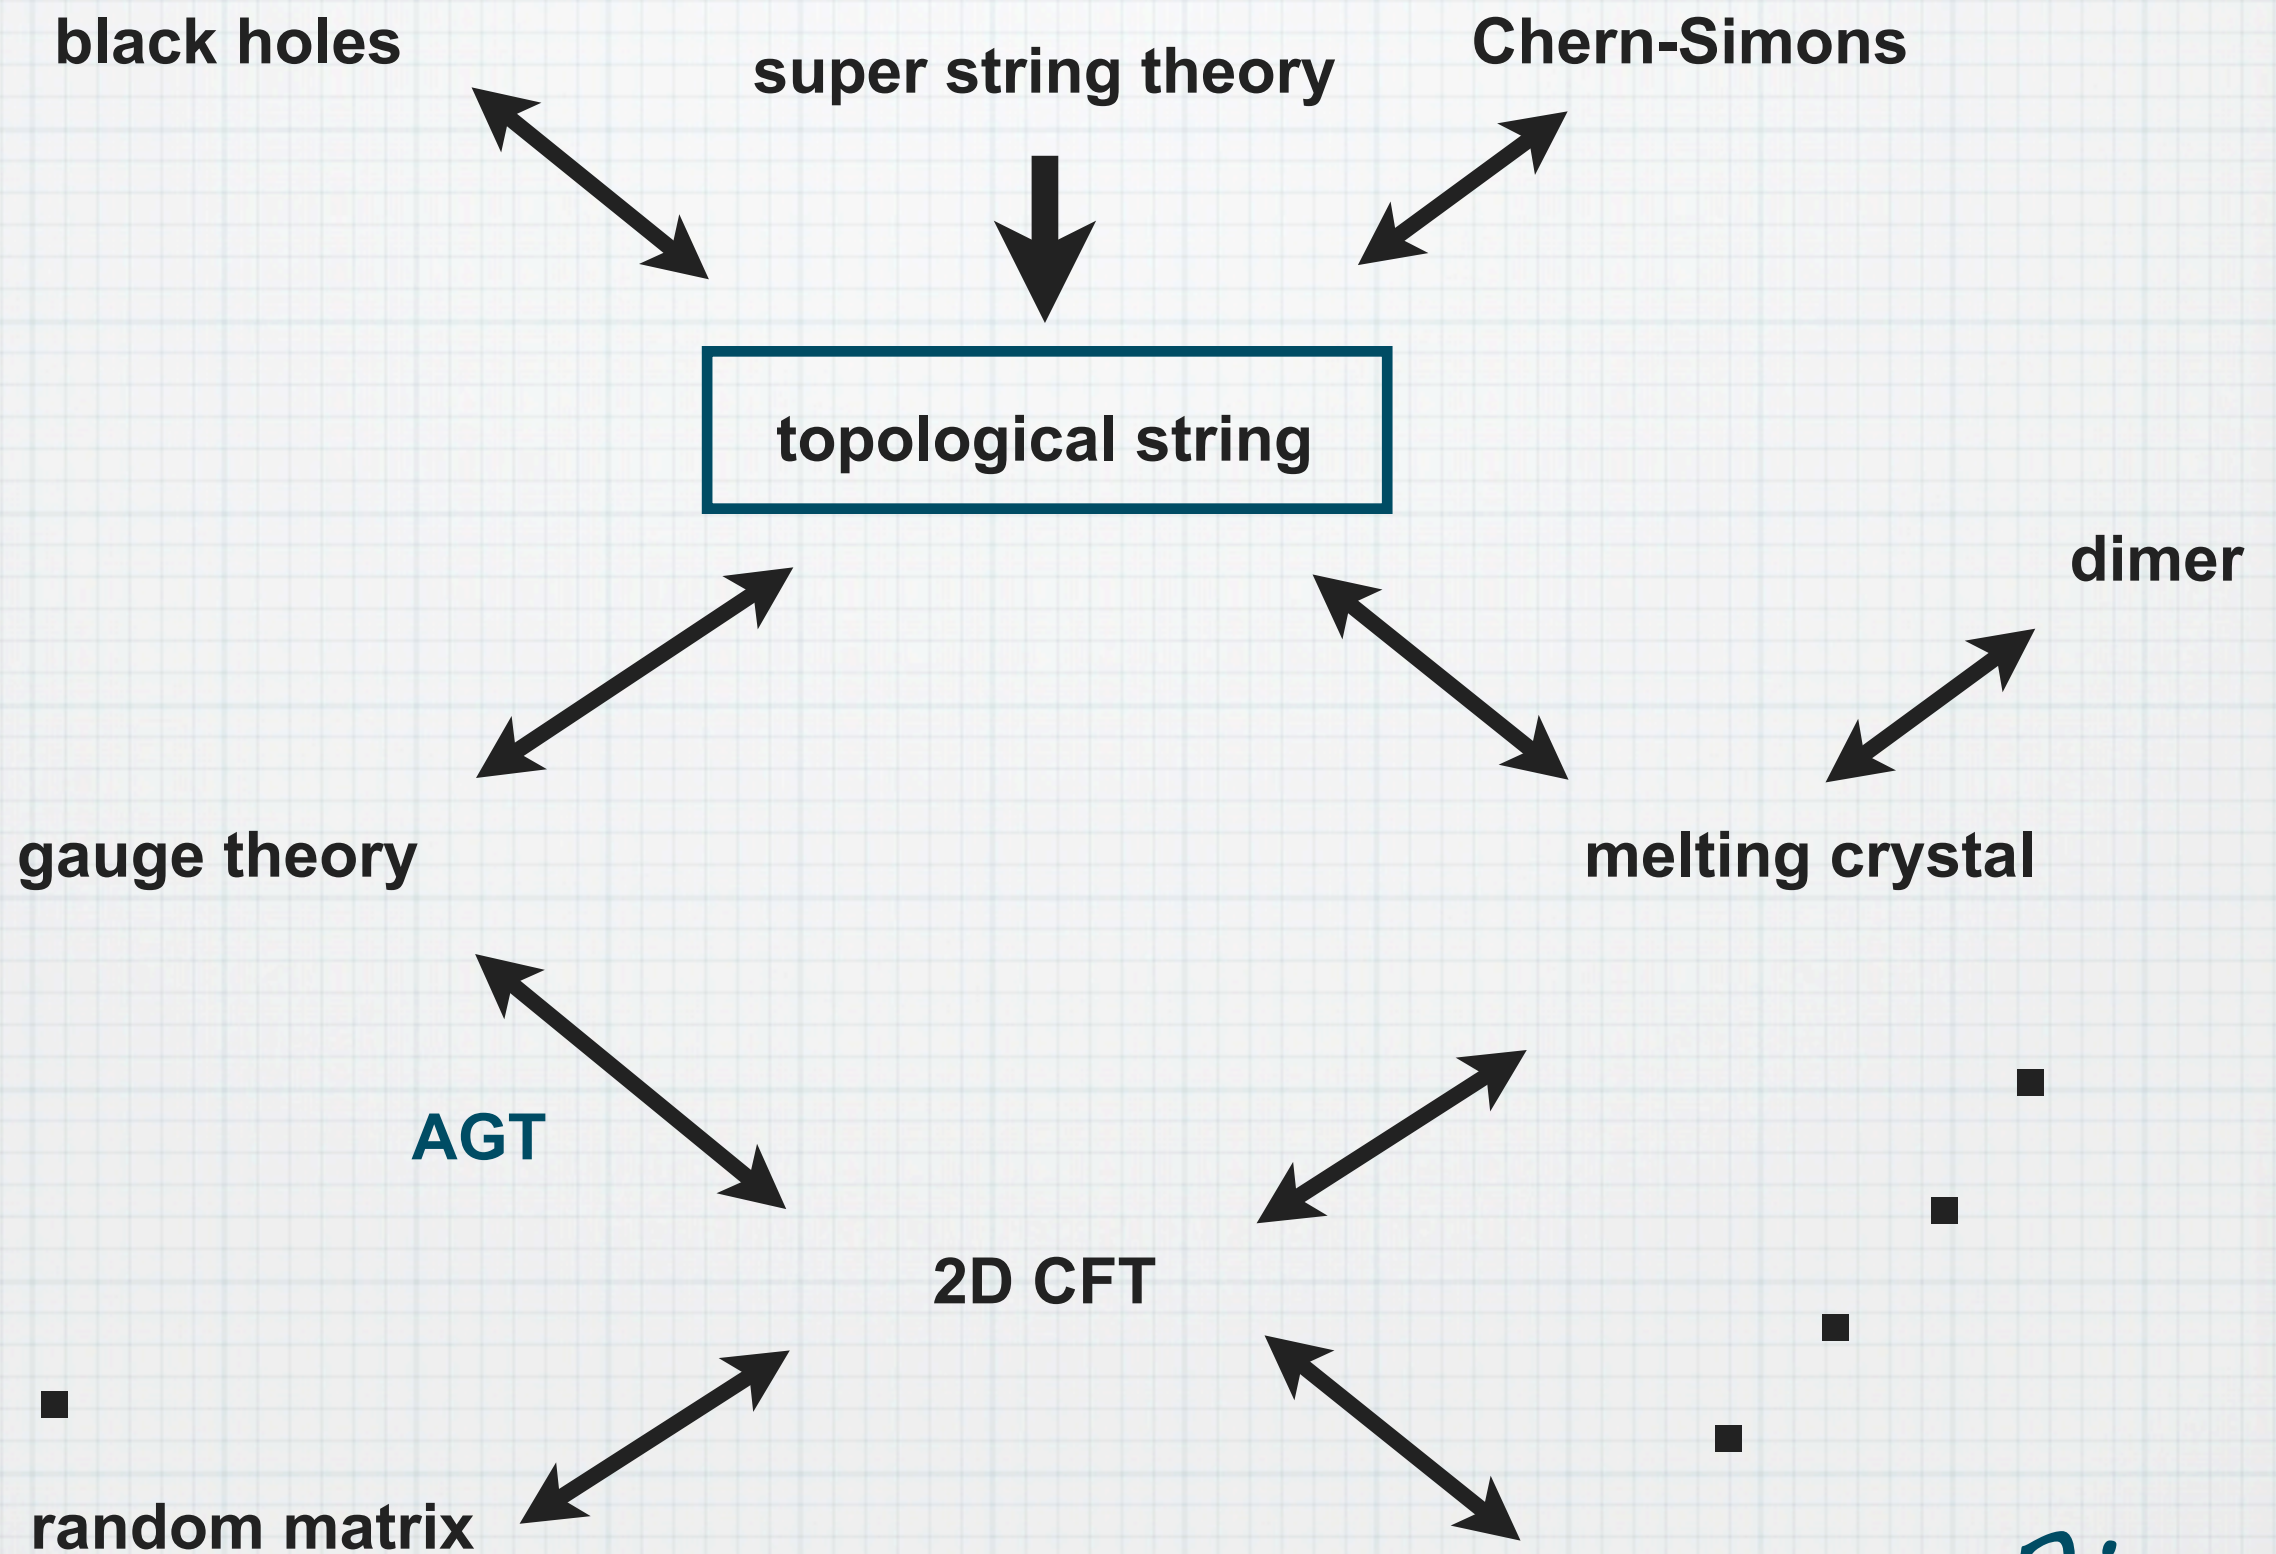 black holes
super string theory
Chern-Simons
topological string
dimer
gauge theory
melting crystal
AGT
2D CFT
random matrix